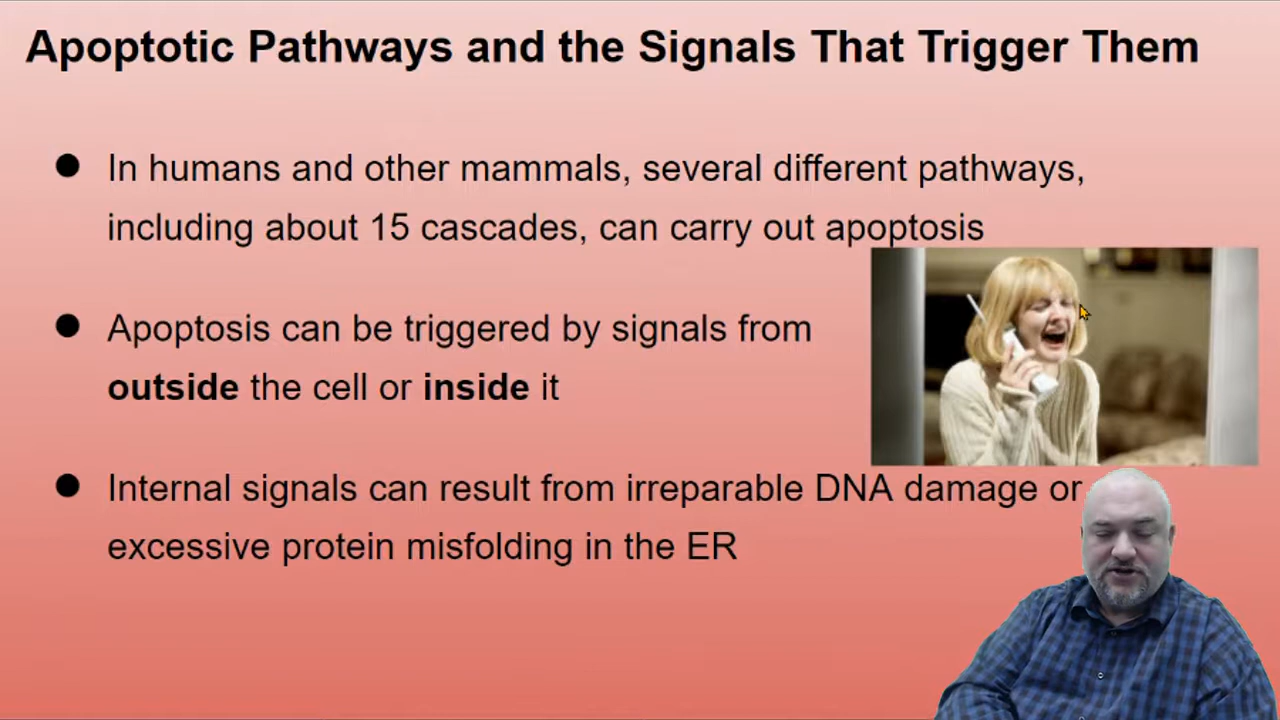 Apoptotic Pathways and the Signals That Trigger Them
In humans and other mammals, several different pathways,
including about 15 cascades, can carry out apoptosis
Apoptosis can be triggered by signals from
outside the cell or inside it
Internal signals can result from irreparable DNA damage or
excessive protein misfolding in the ER